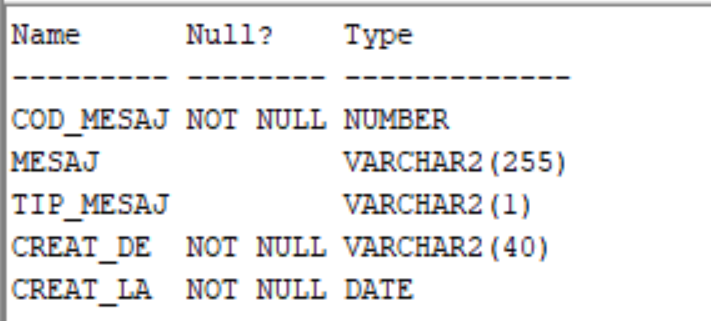 Name      Null?    Type
--------- -------- -------------
COD_MESAJ NOT NULL NUMBER
MESAJ              VARCHAR2(255)
TIP_MESAJ          VARCHAR2(1)
CREAT_DE  NOT NULL VARCHAR2(40)
CREAT_LA  NOT NULL DATE